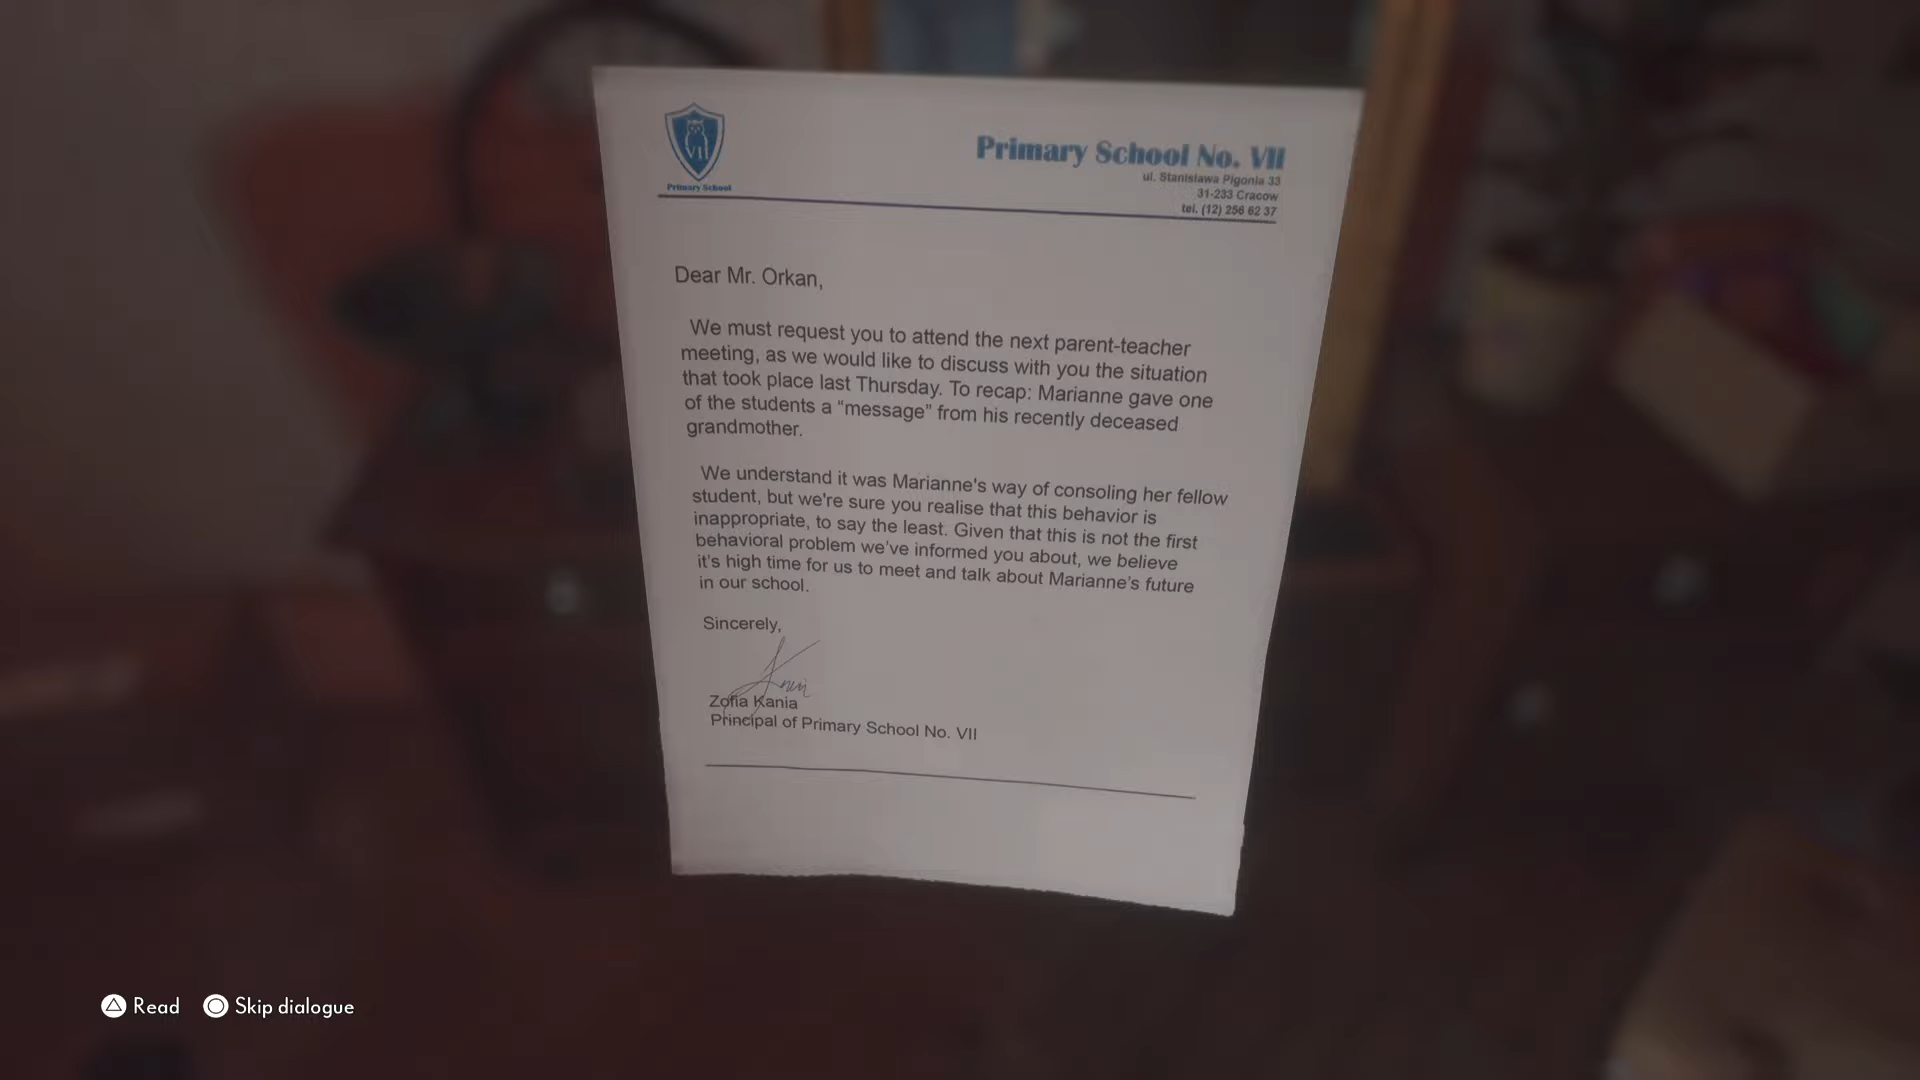 VII
Primary School
Primary School No. VII
ul. Stanisława Pigonia 33
31-233 Cracow
tel. (12) 256 62 37
Dear Mr. Orkan,
We must request you to attend the next parent-teacher
meeting, as we would like to discuss with you the situation
that took place last Thursday. To recap: Marianne gave one
of the students a “message” from his recently deceased
grandmother.
We understand it was Marianne's way of consoling her fellow
student, but we're sure you realise that this behavior is
inappropriate, to say the least. Given that this is not the first
behavioral problem we’ve informed you about, we believe
it’s high time for us to meet and talk about Marianne’s future
in our school.
Sincerely,
Zofia Kania
Principal of Primary School No. VII
Read
Skip dialogue